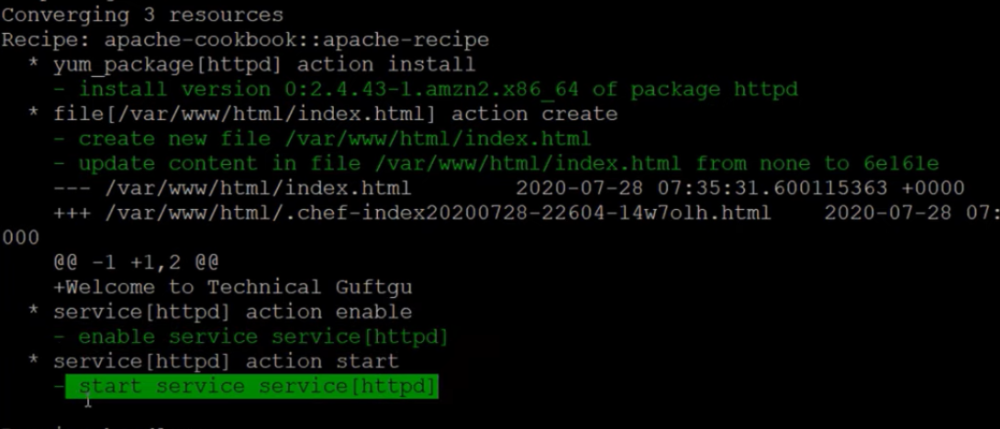 Converging 3 resources
Recipe: apache-cookbook::apache-recipe
* yum_package[httpd] action install
- install version 0:2.4.43-1.amzn2.x86_64 of package httpd
* file[/var/www/html/index.html] action create
- create new file /var/www/html/index.html
- update content in file /var/www/html/index.html from none to 6e161e
--- /var/www/html/index.html 2020-07-28 07:35:31.600115363 +0000
+++ /var/www/html/.chef-index20200728-22604-14w7olh.html 2020-07-28 07:
000
@@ -1 +1,2 @@
+Welcome to Technical Guftgu
* service[httpd] action enable
- enable service service[httpd]
* service[httpd] action start
- start service service[httpd]